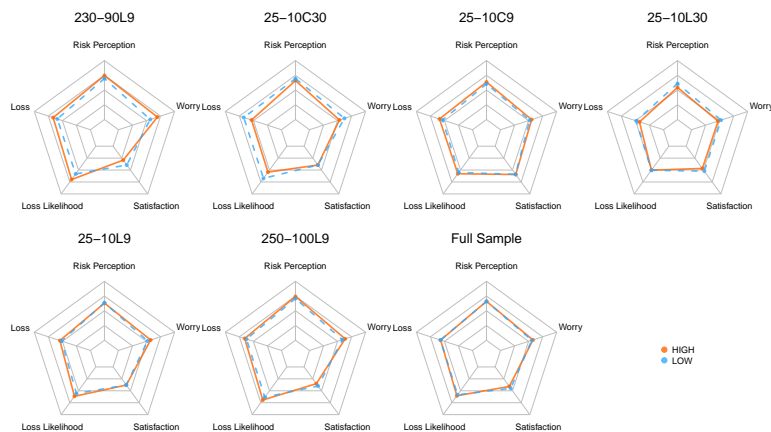 230−90L9
Risk Perception
Loss
Worry
Loss Likelihood
Satisfaction
25−10C30
Risk Perception
Loss
Worry
Loss Likelihood
Satisfaction
25−10C9
Risk Perception
Loss
Worry
Loss Likelihood
Satisfaction
25−10L30
Risk Perception
Loss
Worry
Loss Likelihood
Satisfaction
25−10L9
Risk Perception
Loss
Worry
Loss Likelihood
Satisfaction
250−100L9
Risk Perception
Loss
Worry
Loss Likelihood
Satisfaction
Full Sample
Risk Perception
Loss
Worry
Loss Likelihood
Satisfaction
HIGH
LOW